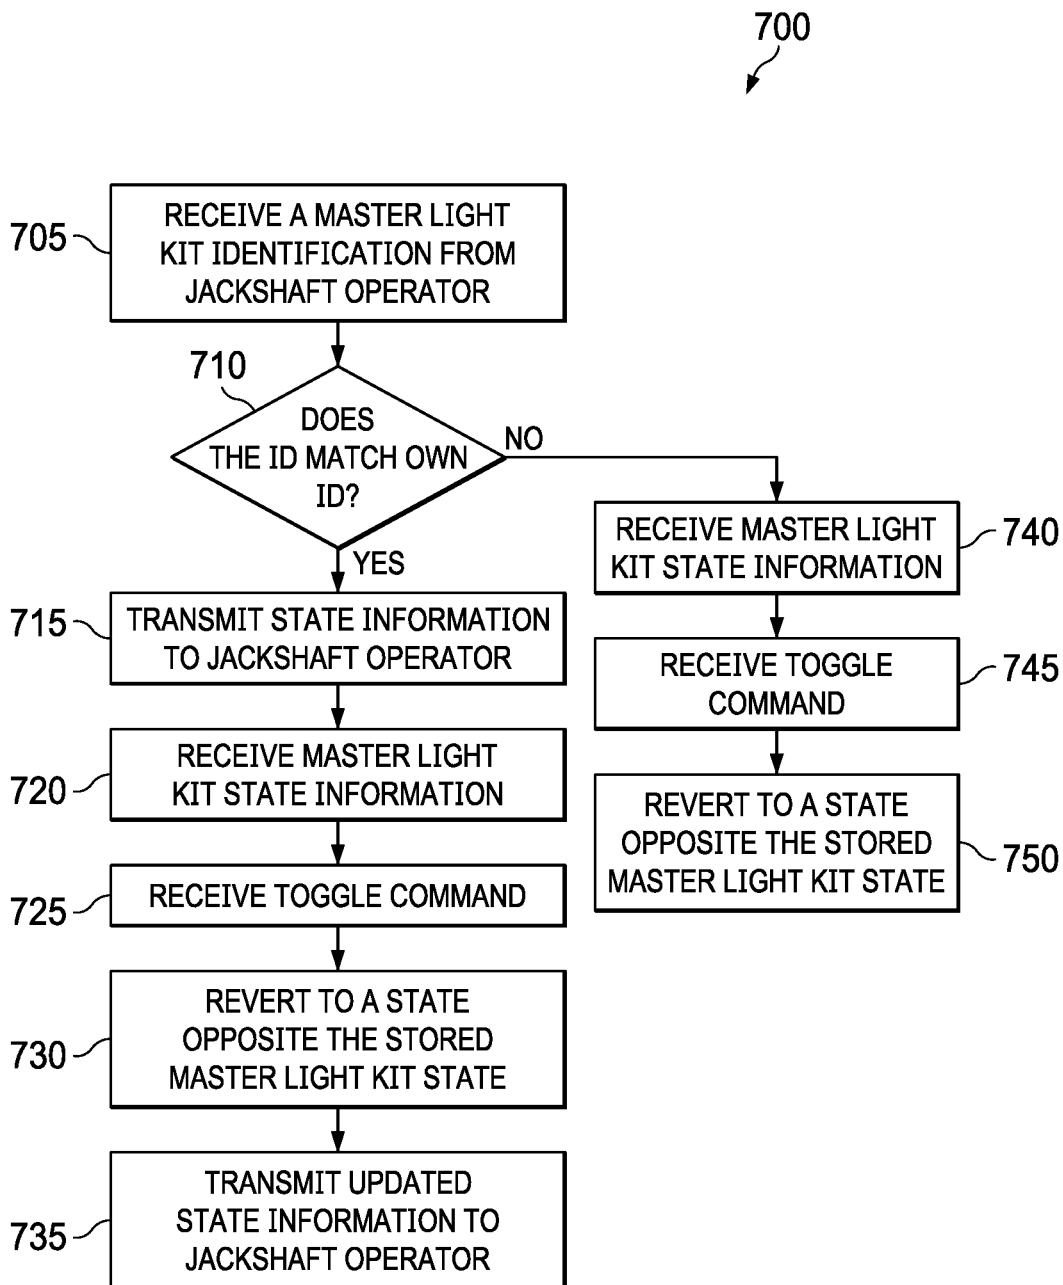 700
705
RECEIVE A MASTER LIGHT
KIT IDENTIFICATION FROM
JACKSHAFT OPERATOR
710
DOES
THE ID MATCH OWN
ID?
NO
YES
715
TRANSMIT STATE INFORMATION
TO JACKSHAFT OPERATOR
720
RECEIVE MASTER LIGHT
KIT STATE INFORMATION
725
RECEIVE TOGGLE COMMAND
730
REVERT TO A STATE
OPPOSITE THE STORED
MASTER LIGHT KIT STATE
735
TRANSMIT UPDATED
STATE INFORMATION TO
JACKSHAFT OPERATOR
RECEIVE MASTER LIGHT
KIT STATE INFORMATION
740
RECEIVE TOGGLE
COMMAND
745
REVERT TO A STATE
OPPOSITE THE STORED
MASTER LIGHT KIT STATE
750